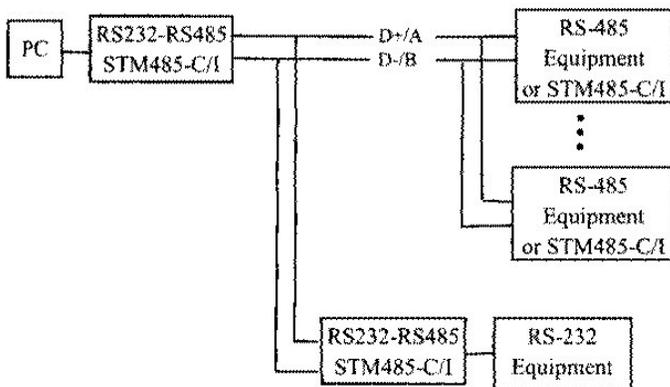 PC
RS232-RS485
STM485-C/I
D+/A
D-/B
RS-485
Equipment
or STM485-C/I
RS-485
Equipment
or STM485-C/I
RS232-RS485
STM485-C/I
RS-232
Equipment